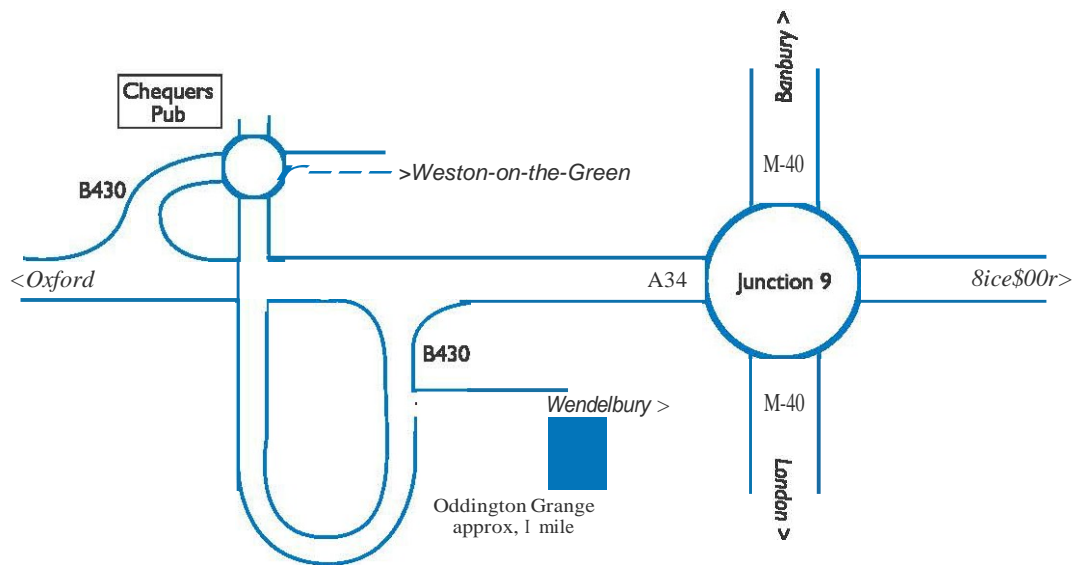 Banbury >
Chequers
Pub
M-40
B430
>Weston-on-the-Green
<Oxford
A34
Junction 9
8ice$00r>
B430
Wendelbury >
M-40
Oddington Grange
approx, 1 mile
London >